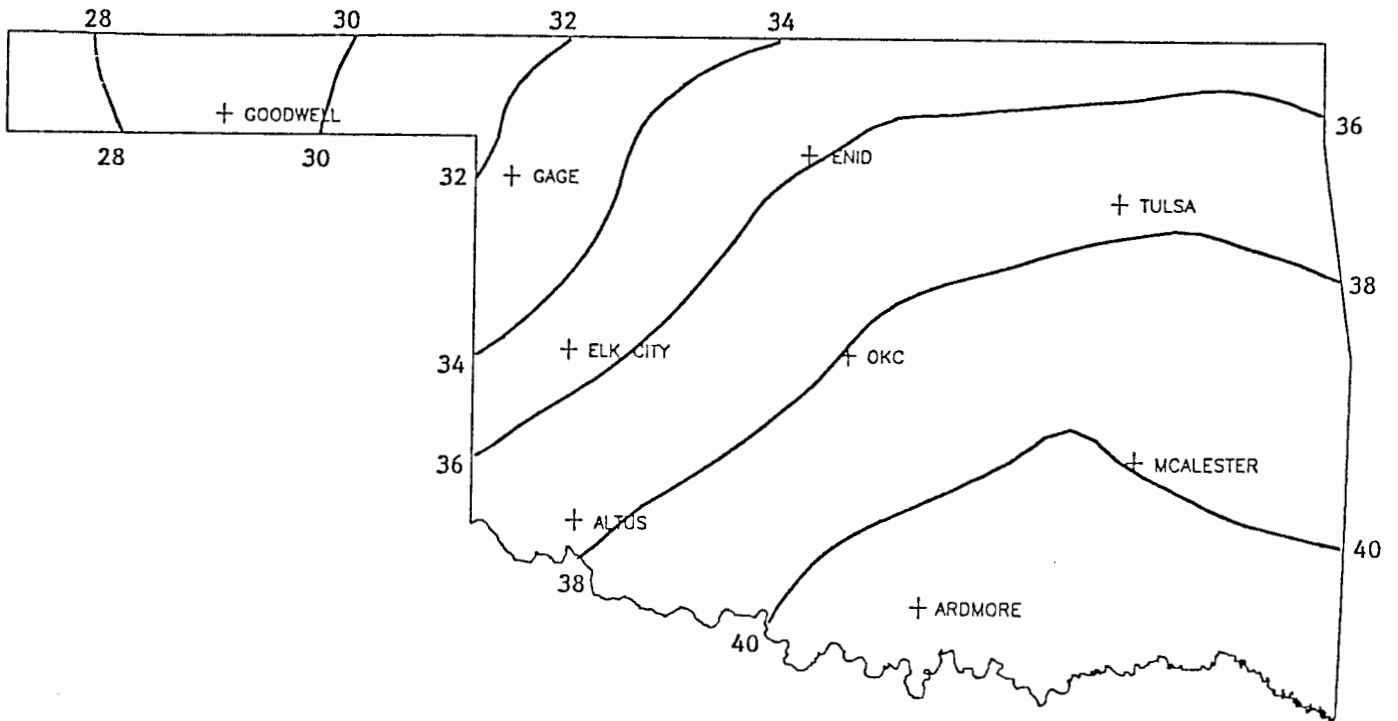 28 30 32 34
GOODWELL
28 30
36
ENID
32 GAGE
TULSA
38
34 ELK CITY
OKC
36
MCALESTER
ALTUS
40
38
ARDMORE
40